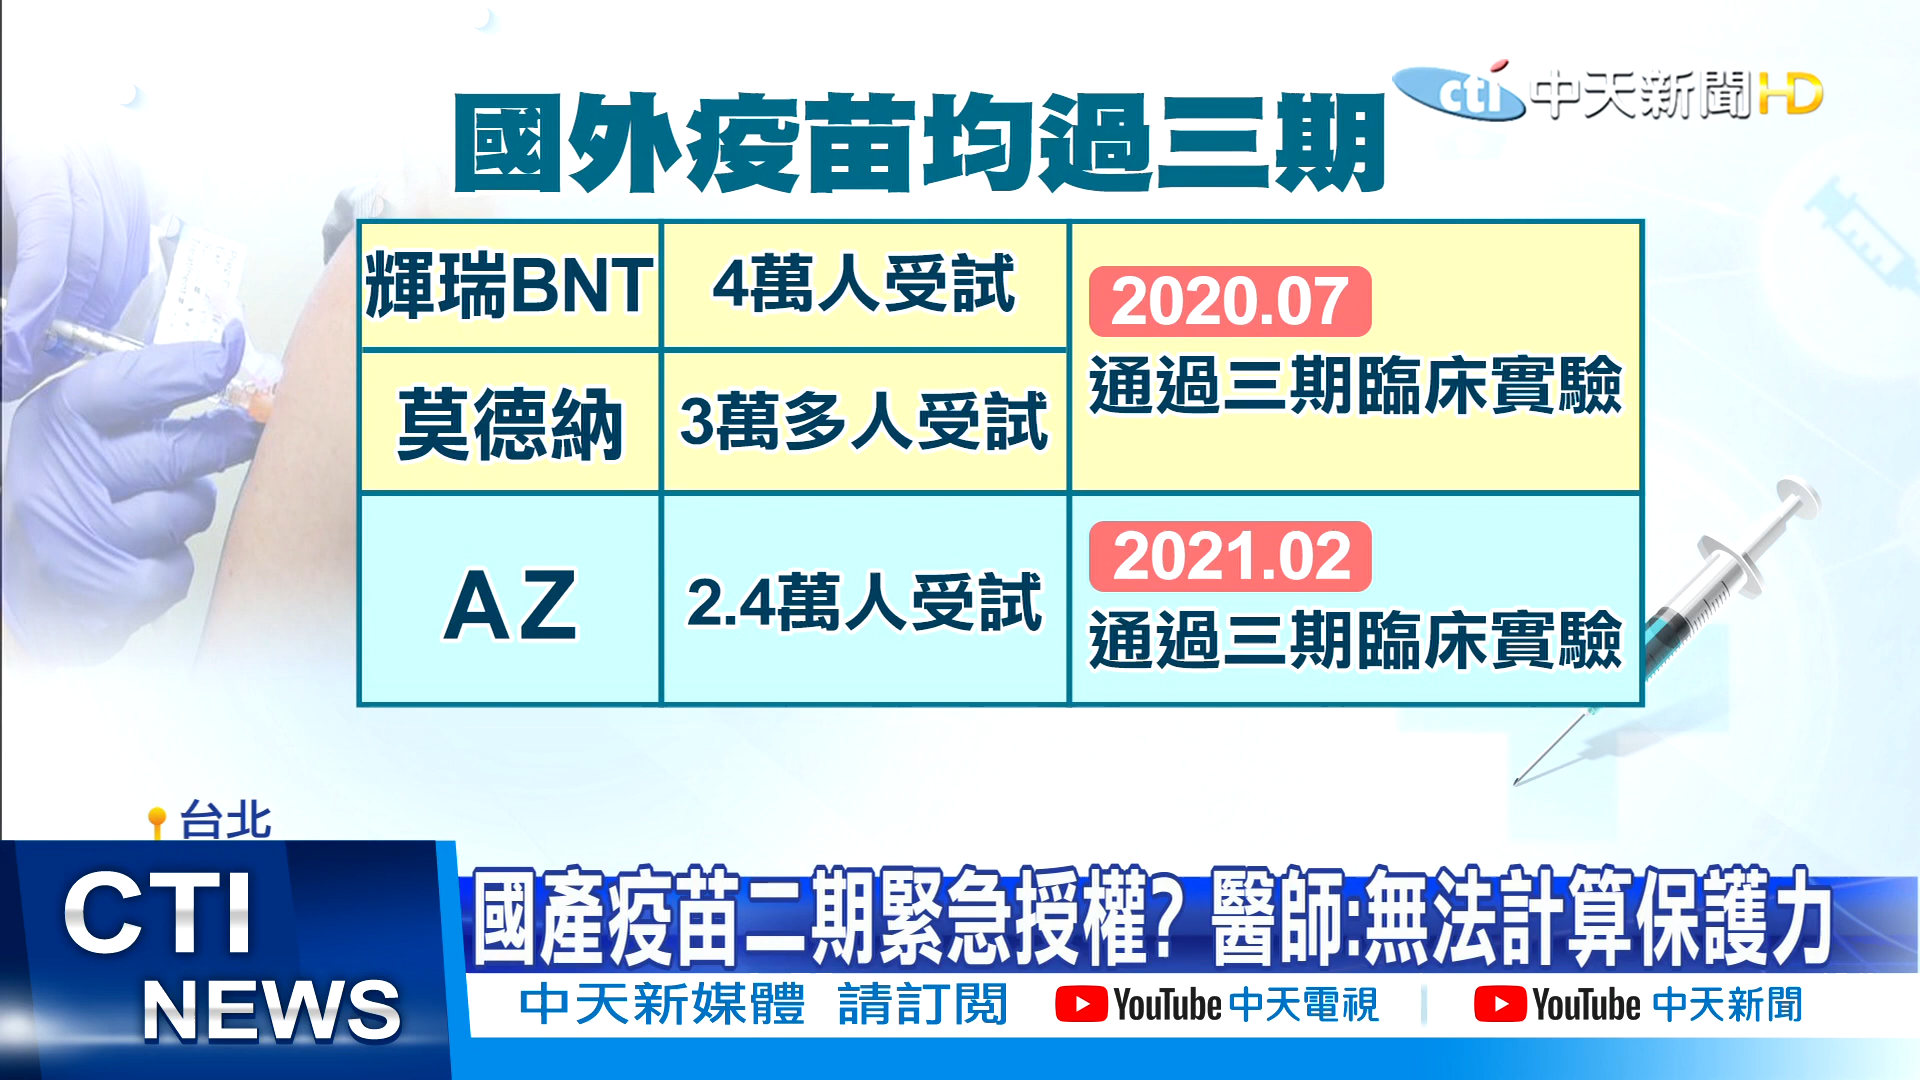 國外疫苗均過三期
cti 中天新聞HD
輝瑞BNT
4萬人受試
2020.07
通過三期臨床實驗
莫德納
3萬多人受試
AZ
2.4萬人受試
2021.02
通過三期臨床實驗
台北
CTI
NEWS
國產疫苗二期緊急授權? 醫師:無法計算保護力
中天新媒體 請訂閱 YouTube 中天電視 | YouTube 中天新聞